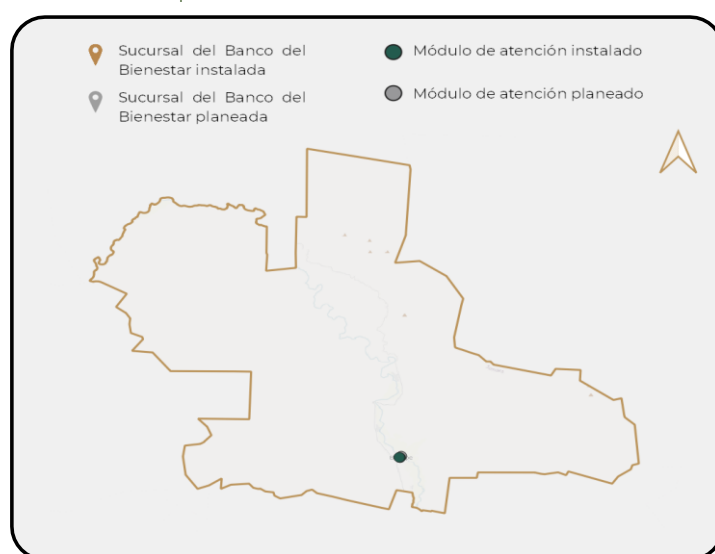 Sucursal del Banco del
Bienestar instalada
Sucursal del Banco del
Bienestar planeada
Módulo de atención instalado
Módulo de atención planeado